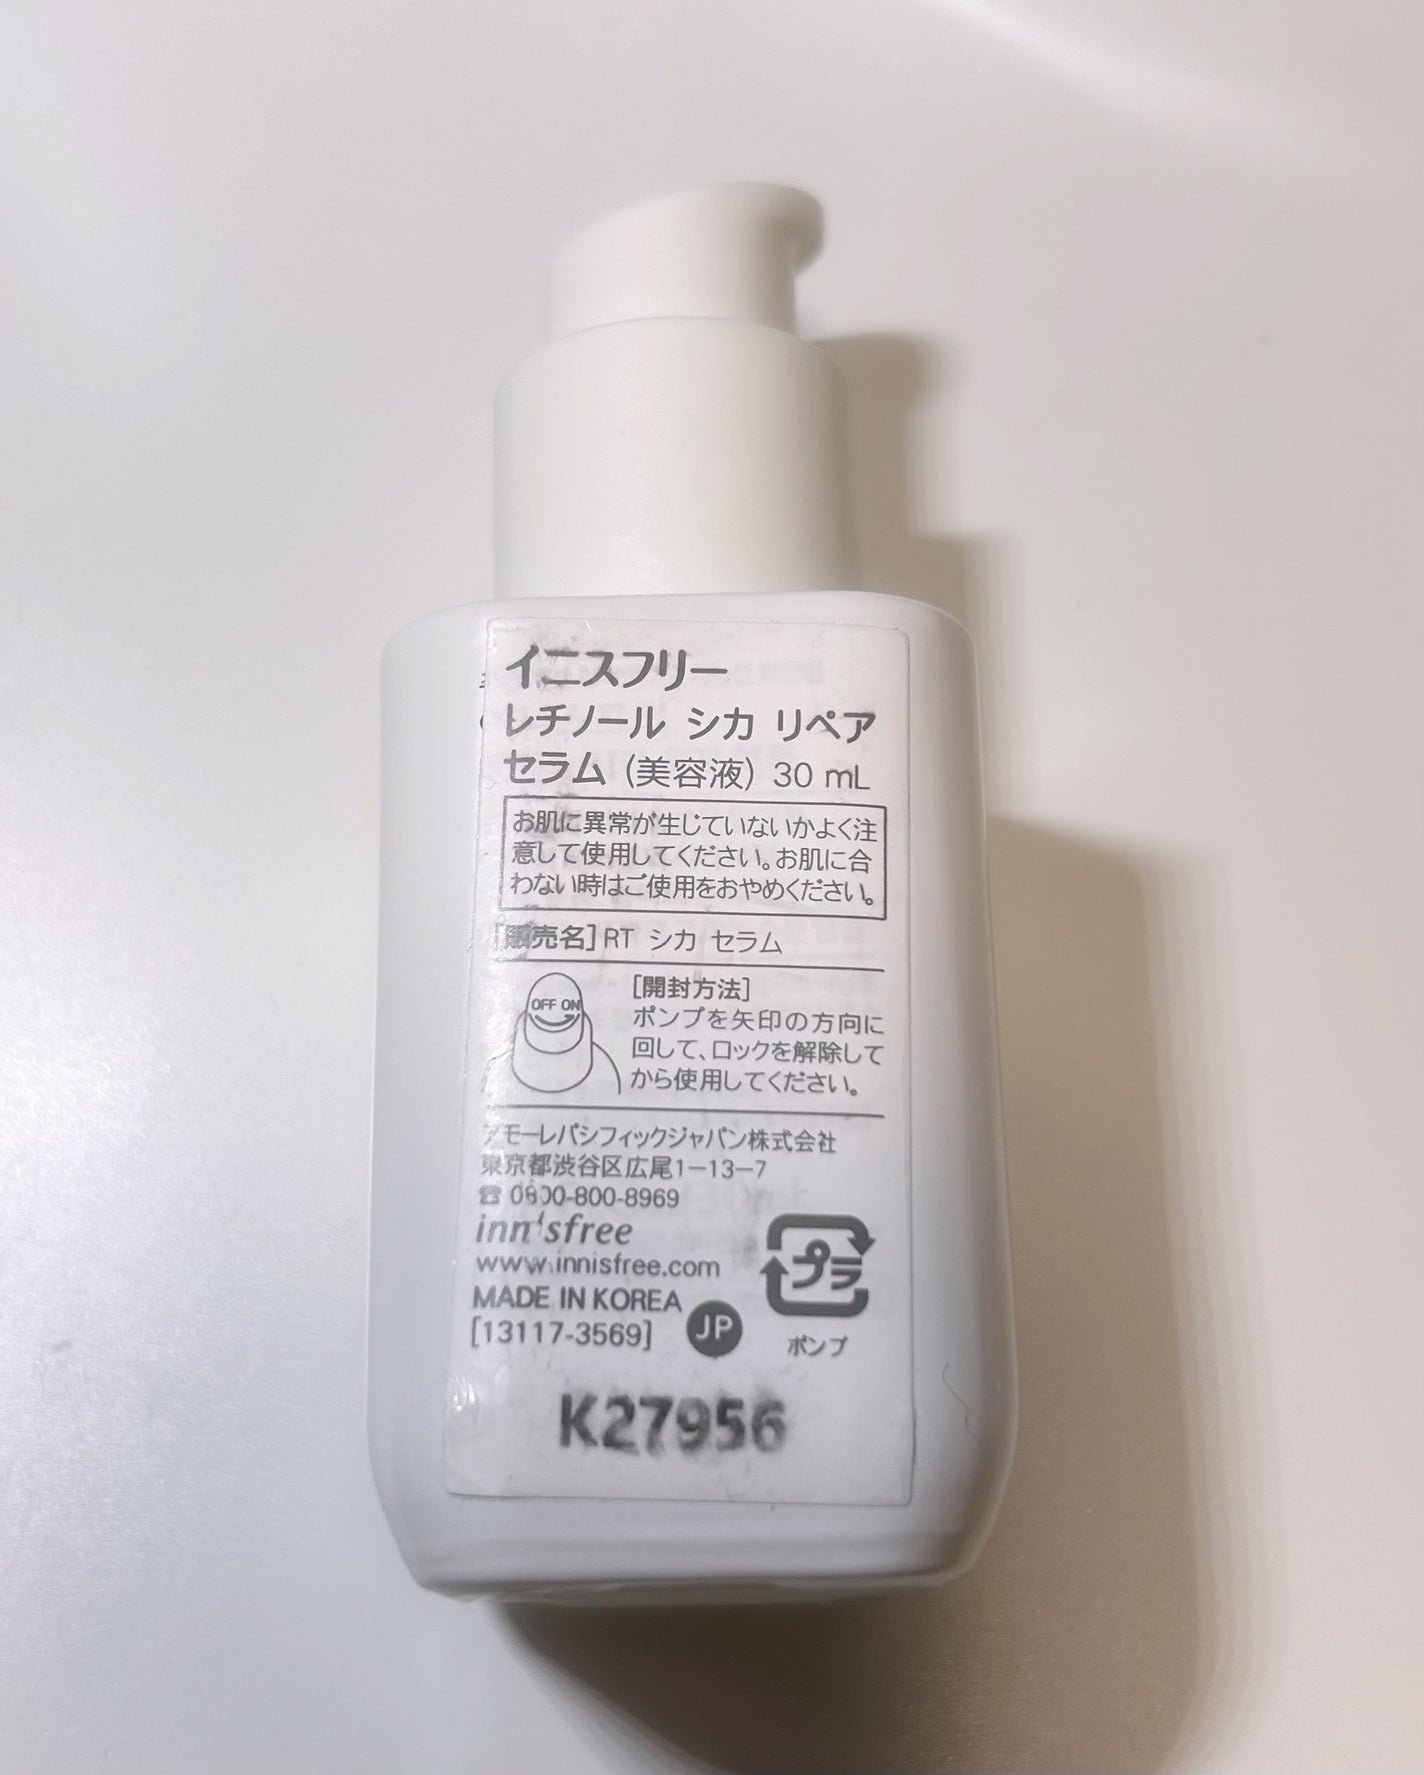 イニスフリー
レチノール シカ リペア
セラム (美容液) 30 mL
お肌に異常が生じていないかよく注
意して使用してください。お肌に合
わない時はご使用をおやめください。
[販売名] RT シカ セラム
OFF ON
[開封方法]
ポンプを矢印の方向に
回して、ロックを解除して
から使用してください。
アモーレパシフィックジャパン株式会社
東京都渋谷区広尾1-13-7
☎ 0800-800-8969
innisfree
www.innisfree.com
MADE IN KOREA
[13117-3569] JP
プラ
ポンプ
K27956